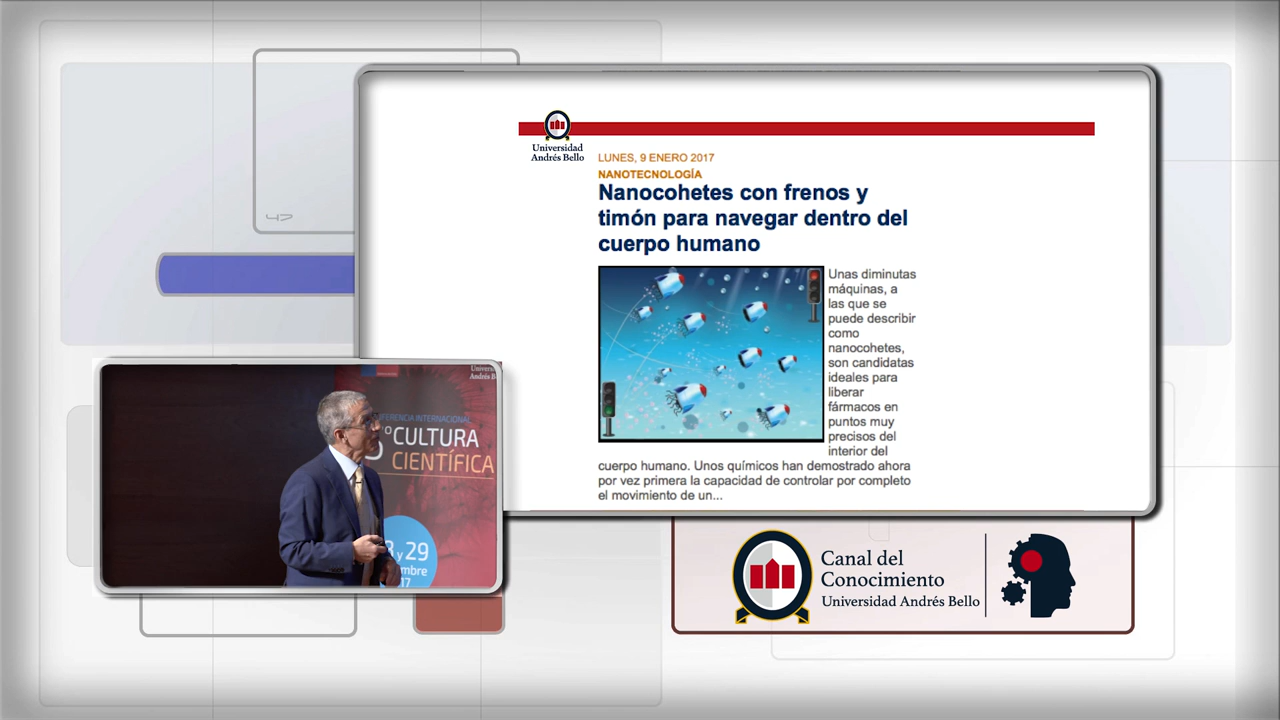 Universidad
Andrés Bello
LUNES, 9 ENERO 2017
NANOTECNOLOGÍA
Nanocohetes con frenos y
timón para navegar dentro del
cuerpo humano
Unas diminutas
máquinas, a
las que se
puede describir
como
nanocohetes,
son candidatas
ideales para
liberar
fármacos en
puntos muy
precisos del
interior del
cuerpo humano. Unos químicos han demostrado ahora
por vez primera la capacidad de controlar por completo
el movimiento de un...
INTERNACIONAL
CULTURA
CIENTÍFICA
y 29
17
Canal del
Conocimiento
Universidad Andrés Bello